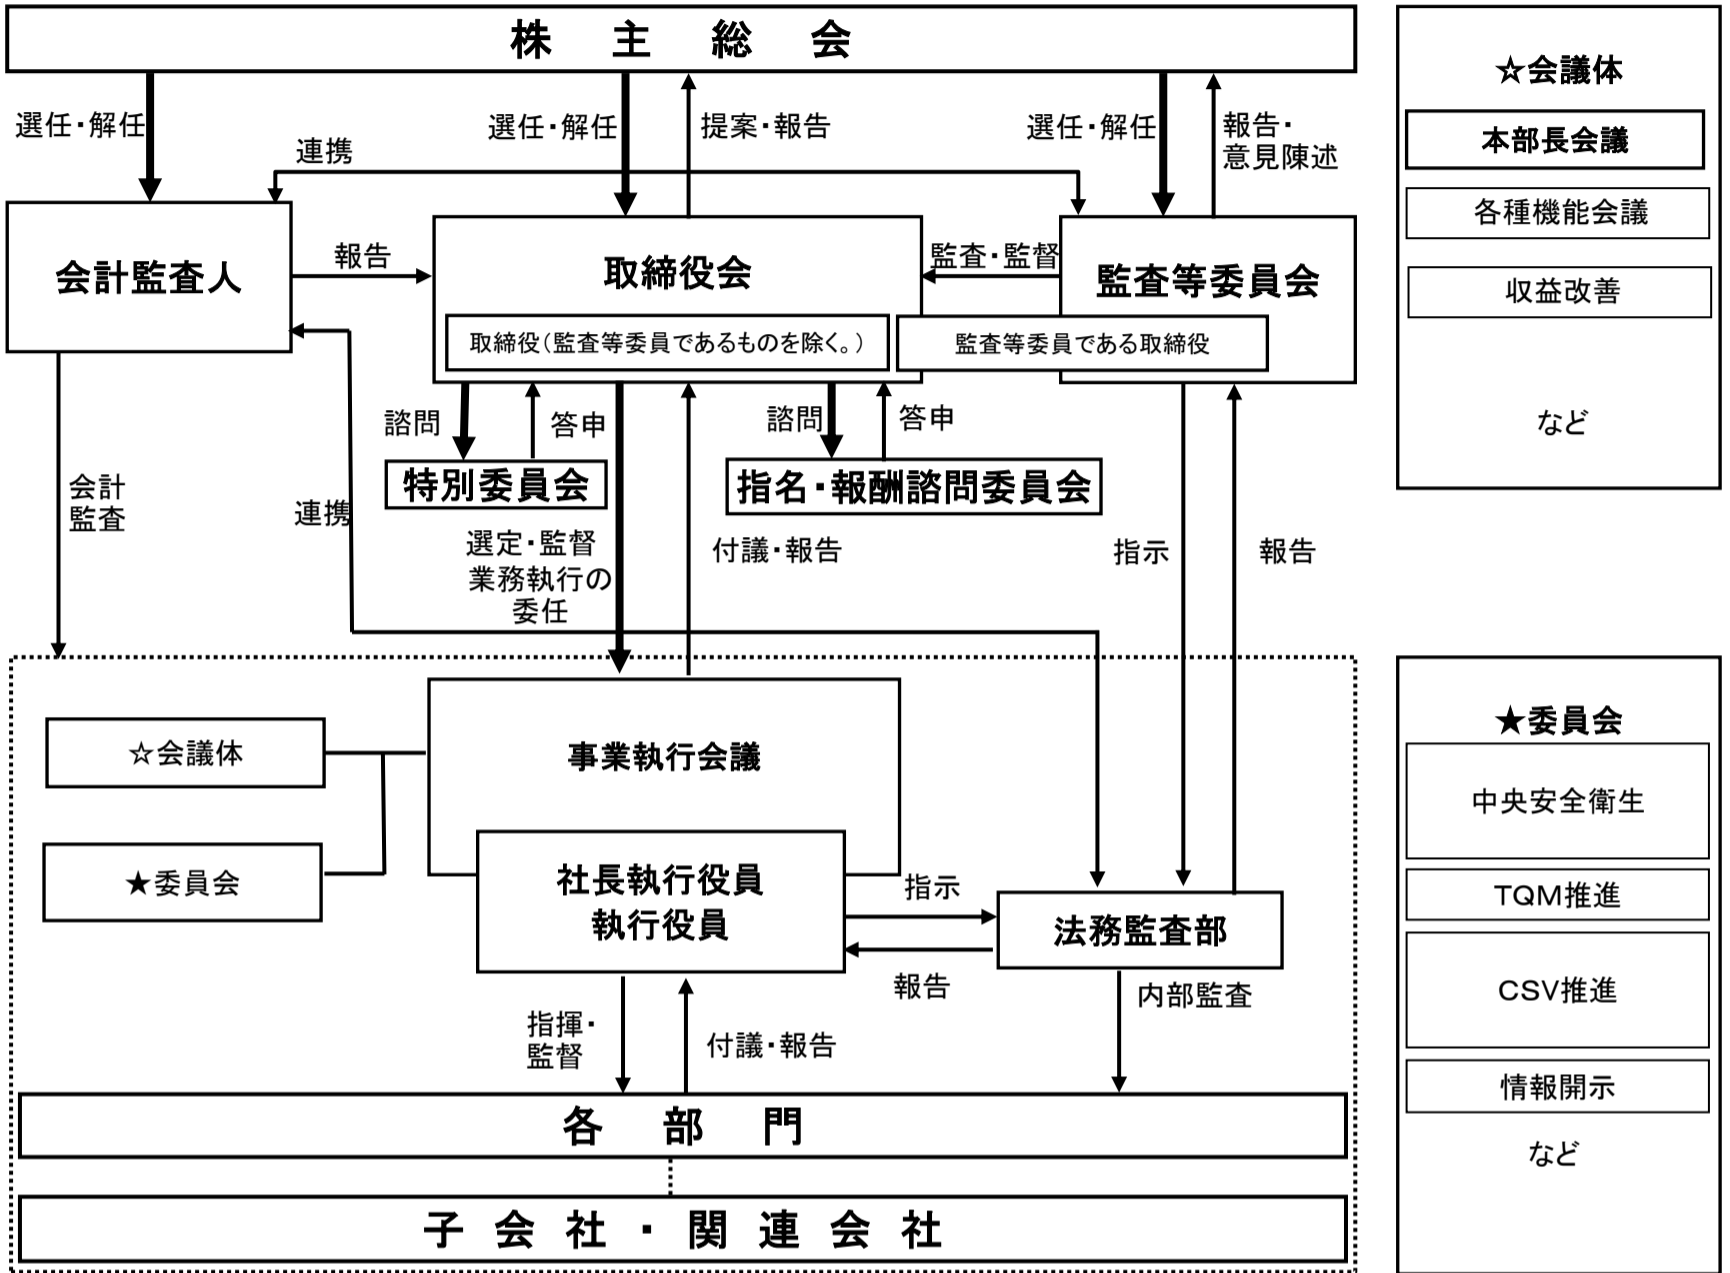 株主総会
選任・解任
選任・解任
提案・報告
選任・解任
報告・
意見陳述
連携
会計監査人
報告
取締役会
監査・監督
監査等委員会
取締役(監査等委員であるものを除く。)
監査等委員である取締役
諮問
答申
諮問
答申
特別委員会
指名・報酬諮問委員会
会計
監査
連携
選定・監督
業務執行の
委任
付議・報告
指示
報告
☆会議体
事業執行会議
★委員会
社長執行役員
執行役員
指示
報告
法務監査部
内部監査
指揮・
監督
付議・報告
各部門
子会社・関連会社
☆会議体
本部長会議
各種機能会議
収益改善
など
★委員会
中央安全衛生
TQM推進
CSV推進
情報開示
など